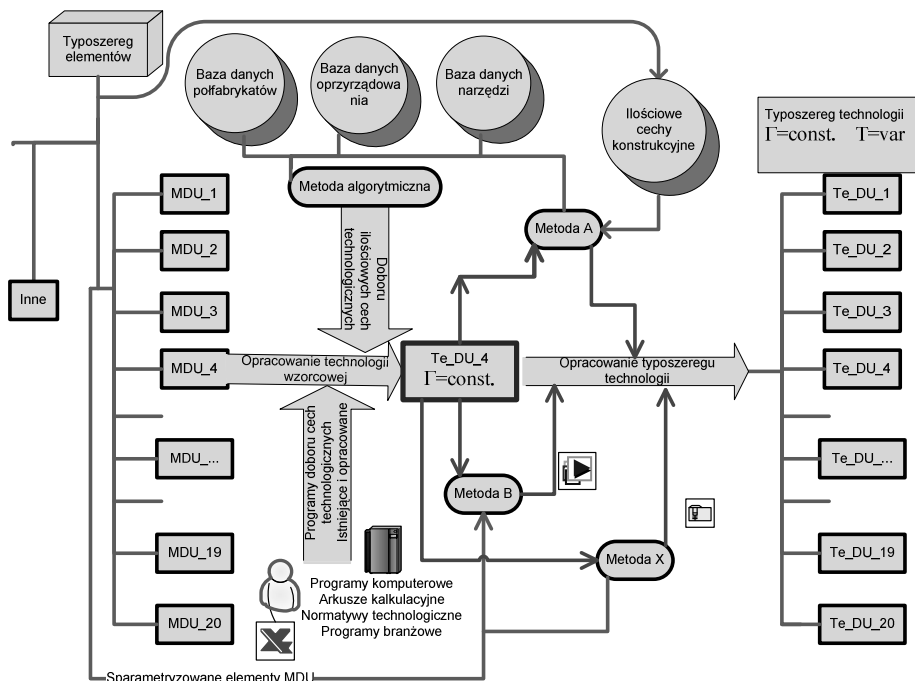 Typoszereg
elementów
Baza danych
połfabrykatów
Baza danych
oprzyrządowa
nia
Baza danych
narzędzi
Ilościowe
cechy
konstrukcyjne
Typoszereg technologii
Γ=const. T=var
Metoda algorytmiczna
MDU_1
MDU_2
MDU_3
MDU_4
MDU_...
MDU_19
MDU_20
Inne
Doboru
ilościowych cech
technologicznych
Metoda A
Opracowanie technologii
wzorcowej
Te_DU_4
Γ=const.
Opracowanie typoszeregu
technologii
Programy doboru cech
technologicznych
Istniejące i opracowane
Metoda B
Metoda X
Programy komputerowe
Arkusze kalkulacyjne
Normatywy technologiczne
Programy branżowe
Sparametryzowane elementy MDU
Te_DU_1
Te_DU_2
Te_DU_3
Te_DU_4
Te_DU_...
Te_DU_19
Te_DU_20